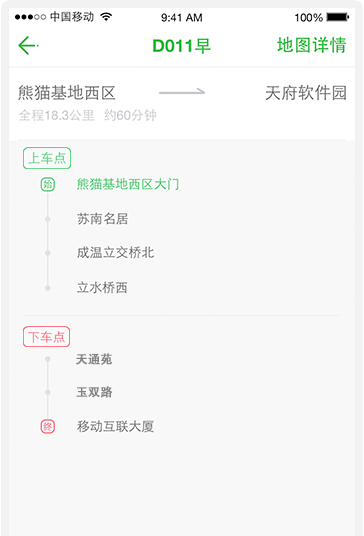 中国移动 9:41 AM 100%
D011早 地图详情
熊猫基地西区 天府软件园
全程18.3公里 约60分钟
上车点
始 熊猫基地西区大门
苏南名居
成温立交桥北
立水桥西
下车点
天通苑
玉双路
终 移动互联大厦